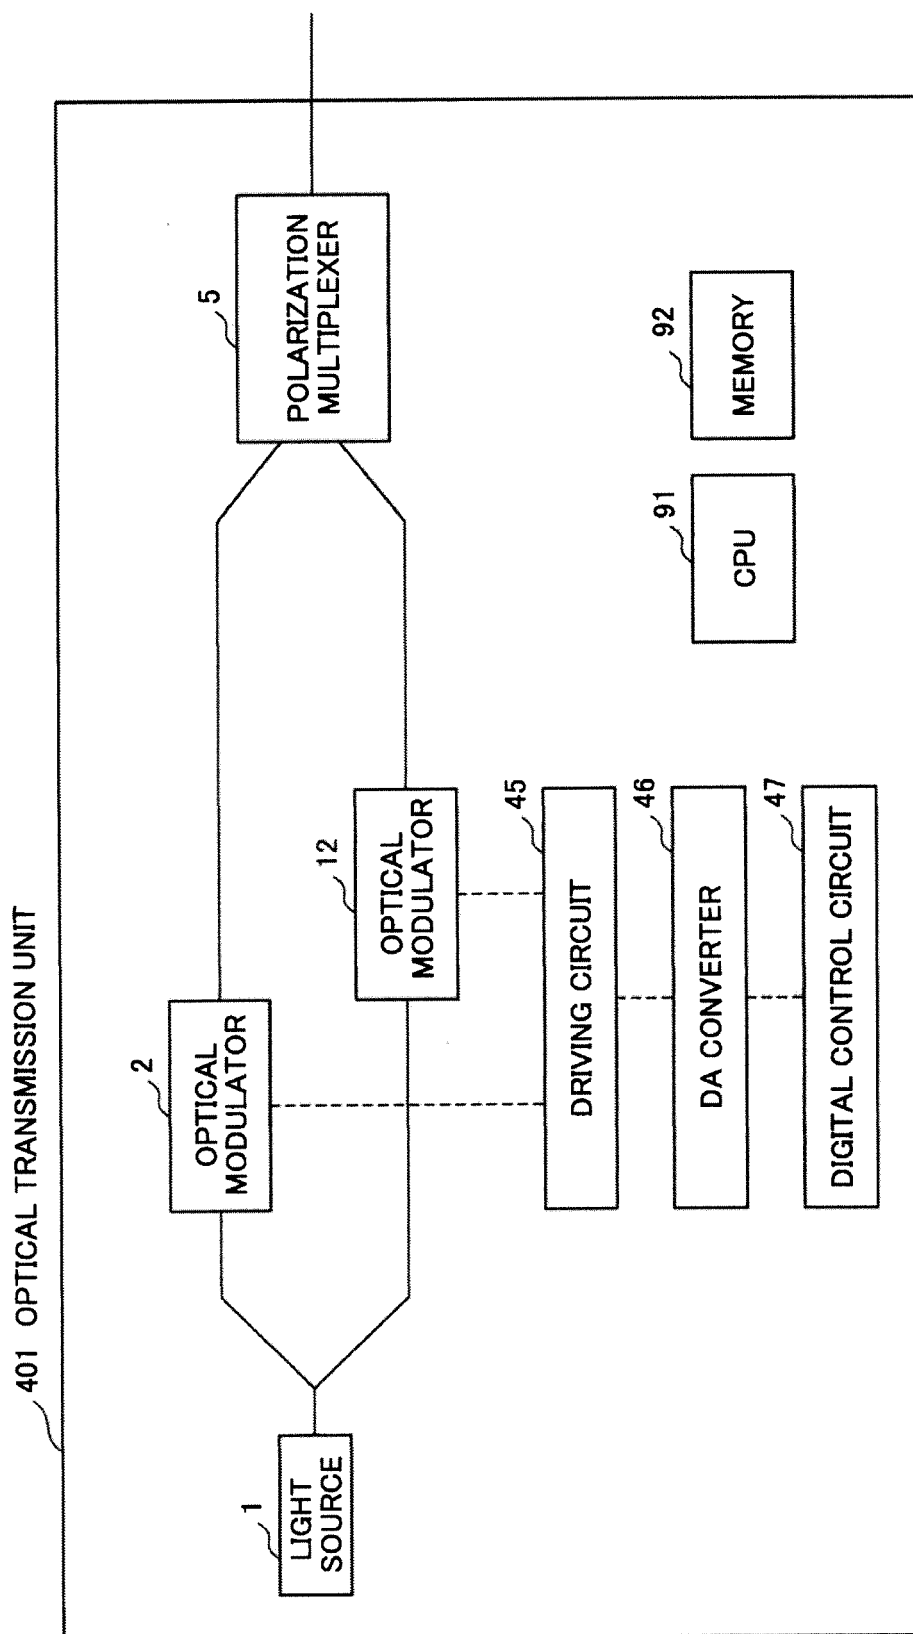 401 OPTICAL TRANSMISSION UNIT
1
LIGHT
SOURCE
2
OPTICAL
MODULATOR
12
OPTICAL
MODULATOR
5
POLARIZATION
MULTIPLEXER
45
DRIVING CIRCUIT
46
DA CONVERTER
47
DIGITAL CONTROL CIRCUIT
91
CPU
92
MEMORY